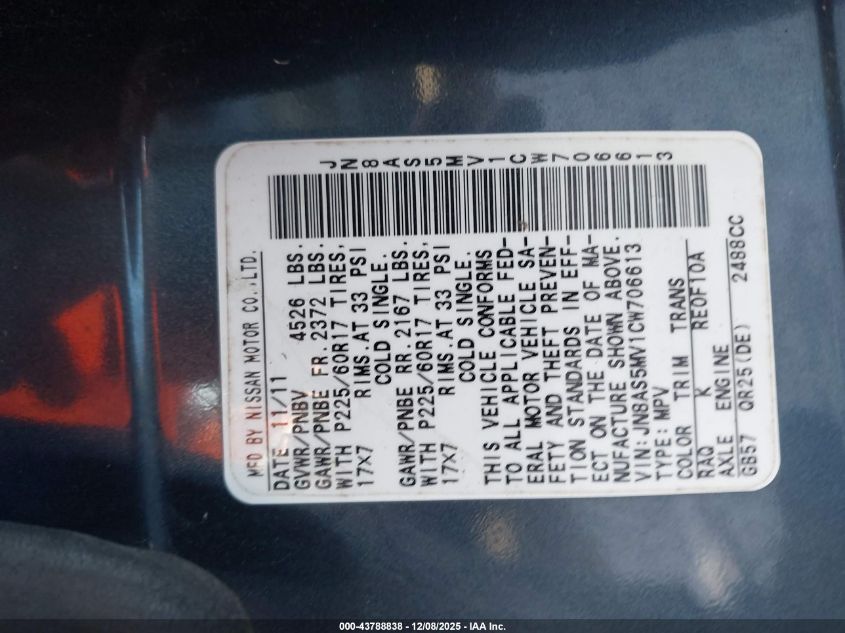 JN8AS5MV1CW706613
MFD BY NISSAN MOTOR CO.,LTD.
DATE 11/11
GVWR/PNBV 4526 LBS.
GAWR/PNBE FR.2372 LBS.
WITH P225/60R17 TIRES,
17X7 RIMS.AT 33 PSI
COLD SINGLE.
GAWR/PNBE RR.2167 LBS.
WITH P225/60R17 TIRES,
17X7 RIMS.AT 33 PSI
COLD SINGLE.
THIS VEHICLE CONFORMS
TO ALL APPLICABLE FED-
ERAL MOTOR VEHICLE SA-
FETY AND THEFT PREVEN-
TION STANDARDS IN EFF-
ECT ON THE DATE OF MA-
NUFACTURE SHOWN ABOVE.
VIN:JN8AS5MV1CW706613
TYPE:MPV
COLOR TRIM TRANS
RAQ K RE0F10A
AXLE ENGINE
GB57 QR25(DE) 2488CC
000-43788838 - 12/08/2025 - IAA Inc.